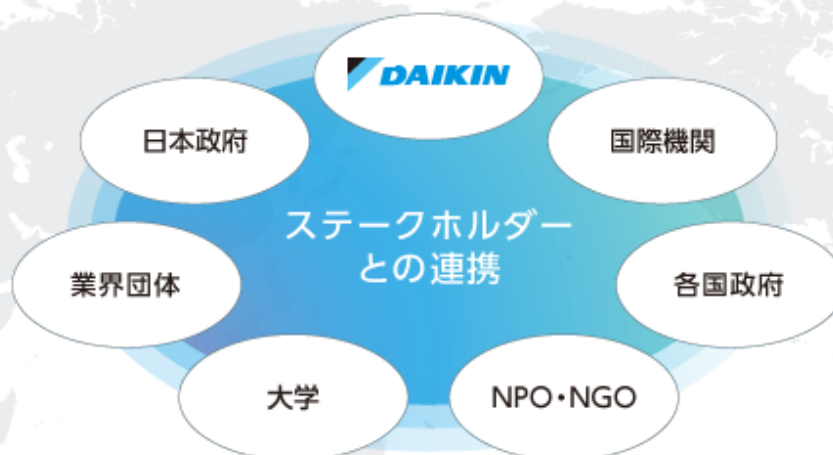 DAIKIN
日本政府
国際機関
ステークホルダー
との連携
業界団体
各国政府
大学
NPO・NGO